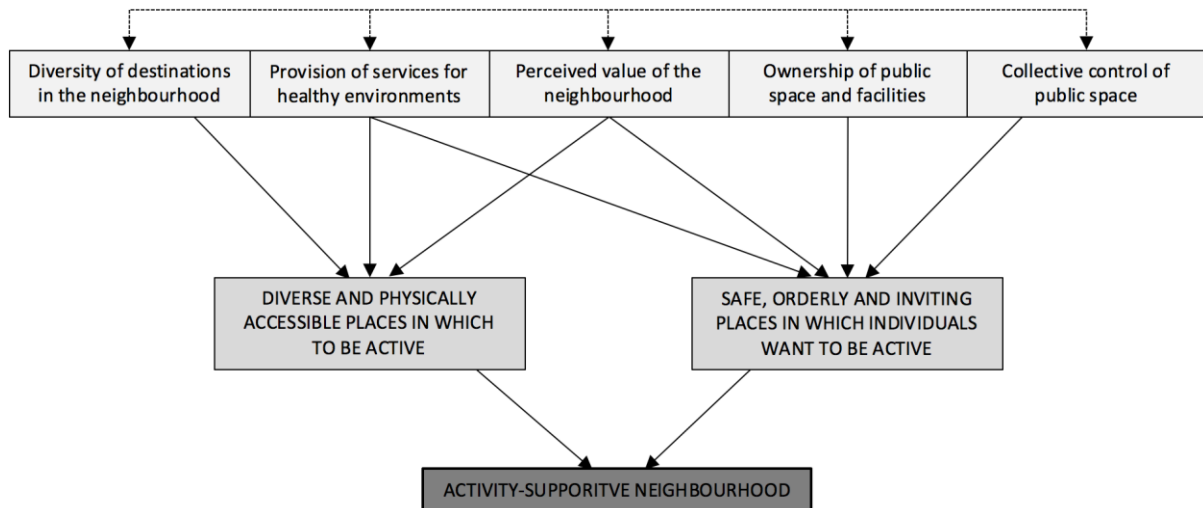 Diversity of destinations
in the neighbourhood
Provision of services for
healthy environments
Perceived value of the
neighbourhood
Ownership of public
space and facilities
Collective control of
public space
DIVERSE AND PHYSICALLY
ACCESSIBLE PLACES IN WHICH
TO BE ACTIVE
SAFE, ORDERLY AND INVITING
PLACES IN WHICH INDIVIDUALS
WANT TO BE ACTIVE
ACTIVITY-SUPPORITVE NEIGHBOURHOOD